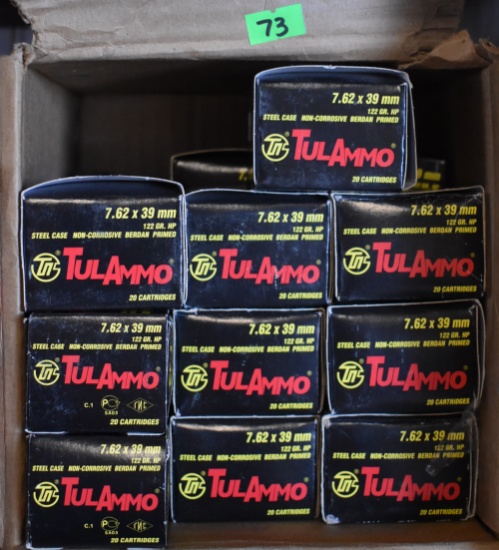 73
7.62 x 39 mm
122 GR. HP
STEEL CASE NON-CORROSIVE BERDAN PRIMED
TULAMMO
20 CARTRIDGES
7.6
7.62 x 39 mm
122 GR. HP
STEEL CASE NON-CORROSIVE BERDAN PRIMED
TULAMMO
20 CARTRIDGES
7.62 x 39 mm
122 GR. HP
STEEL CASE NON-CORROSIVE BERDAN PRIMED
TULAMMO
20 CARTRIDGES
7.62 x 39 mm
122 GR. HP
STEEL CASE NON-CORROSIVE BERDAN PRIMED
TULAMMO
20 CARTRIDGES
7.62 x 39 mm
122 GR. HP
STEEL CASE NON-CORROSIVE BERDAN PRIMED
TULAMMO
C.1
20 CARTRIDGES
7.62 x 39 mm
122 GR. HP
STEEL CASE NON-CORROSIVE BERDAN PRIMED
TULAMMO
20 CARTRIDGES
7.62 x 39 mm
122 GR. HP
STEEL CASE NON-CORROSIVE BERDAN PRIMED
TULAMMO
20 CARTRIDGES
7.62 x 39 mm
122 GR. HP
STEEL CASE NON-CORROSIVE BERDAN PRIMED
TULAMMO
C.1
20 CARTRIDGES
7.62 x 39 mm
122 GR. HP
STEEL CASE NON-CORROSIVE BERDAN PRIMED
TULAMMO
20 CARTRIDGES
7.62 x 39 mm
122 GR. HP
STEEL CASE NON-CORROSIVE BERDAN PRIMED
TULAMMO
20 CARTRIDGES